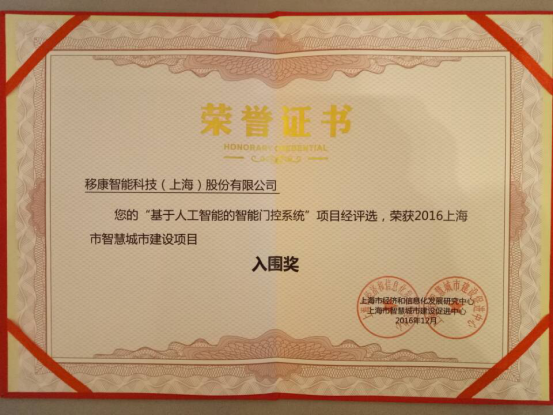 荣誉证书
HONORARY CREDENTIAL
移康智能科技（上海）股份有限公司
您的“基于人工智能的智能门控系统”项目经评选，荣获2016上海
市智慧城市建设项目
入围奖
上海市经济和信息化发展研究中心
上海市智慧城市建设促进中心
2016年12月